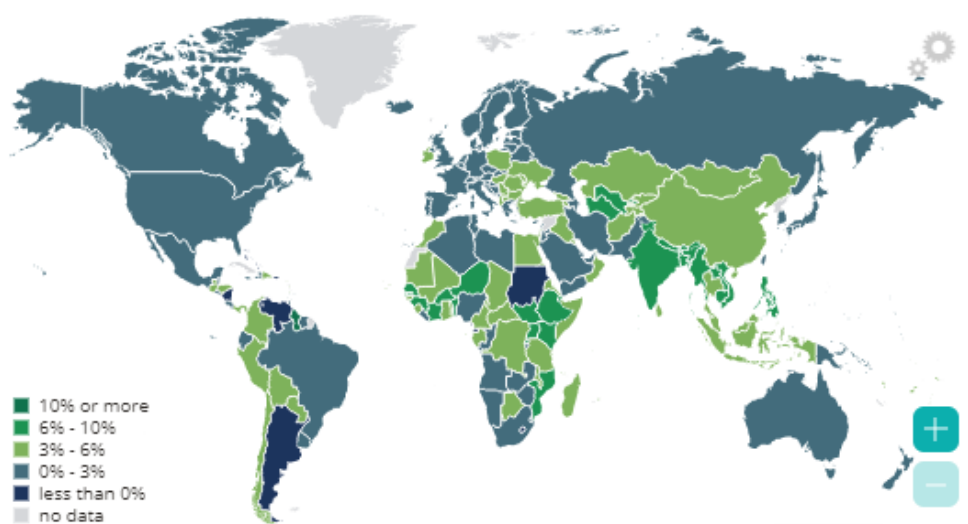 10% or more
6% - 10%
3% - 6%
0% - 3%
less than 0%
no data